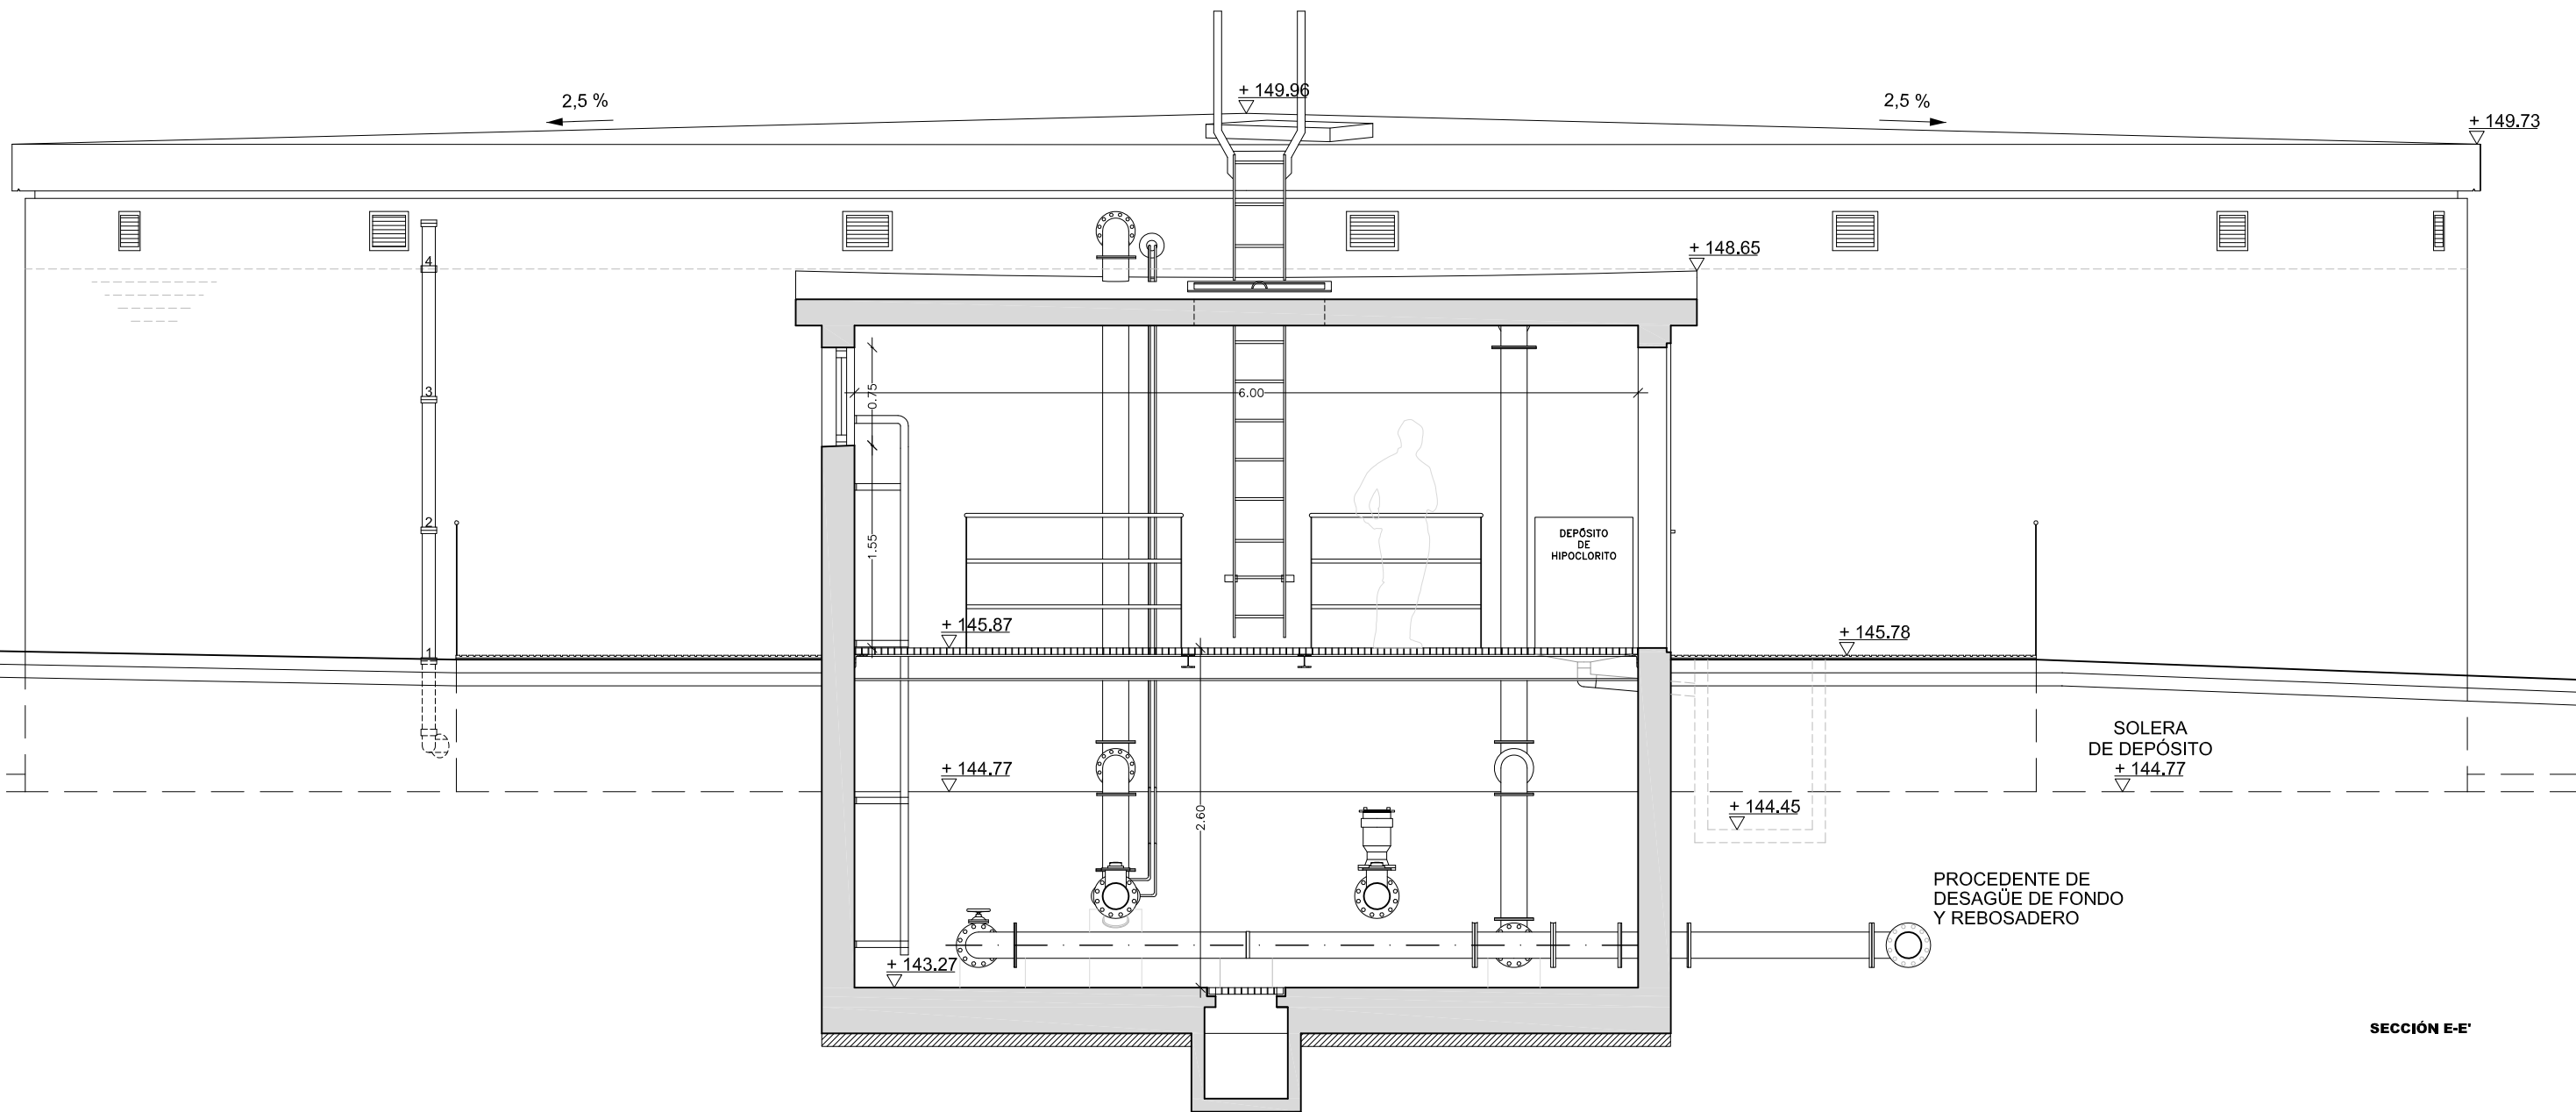 + 149.96
2,5 %
2,5 %
+ 149.73
+ 148.65
4
3
2
1
0.75
6.00
1.55
DEPÓSITO
DE
HIPOCLORITO
+ 145.87
+ 145.78
SOLERA
DE DEPÓSITO
+ 144.77
+ 144.77
+ 144.45
2.60
PROCEDENTE DE
DESAGÜE DE FONDO
Y REBOSADERO
+ 143.27
SECCIÓN E-E'